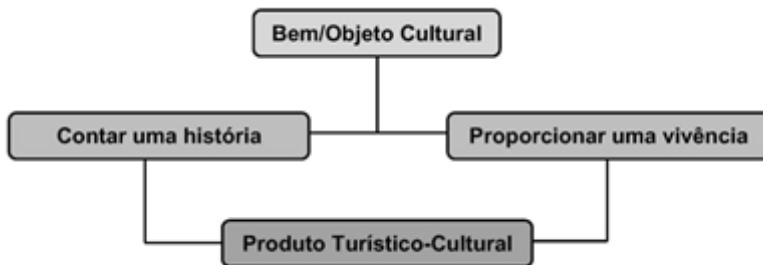 Bem/Objeto Cultural
Contar uma história
Proporcionar uma vivência
Produto Turístico-Cultural